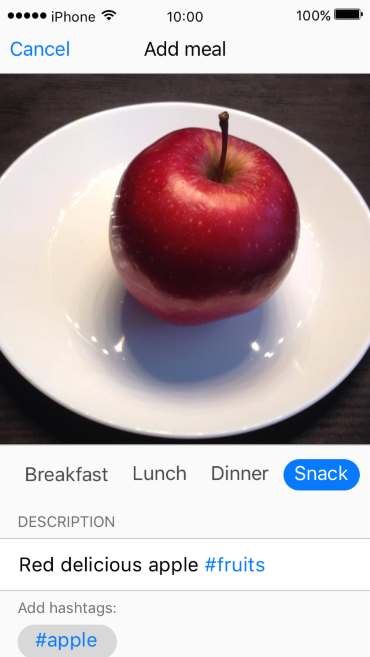 iPhone 10:00 100%
Cancel Add meal
Breakfast Lunch Dinner Snack
DESCRIPTION
Red delicious apple #fruits
Add hashtags:
#apple